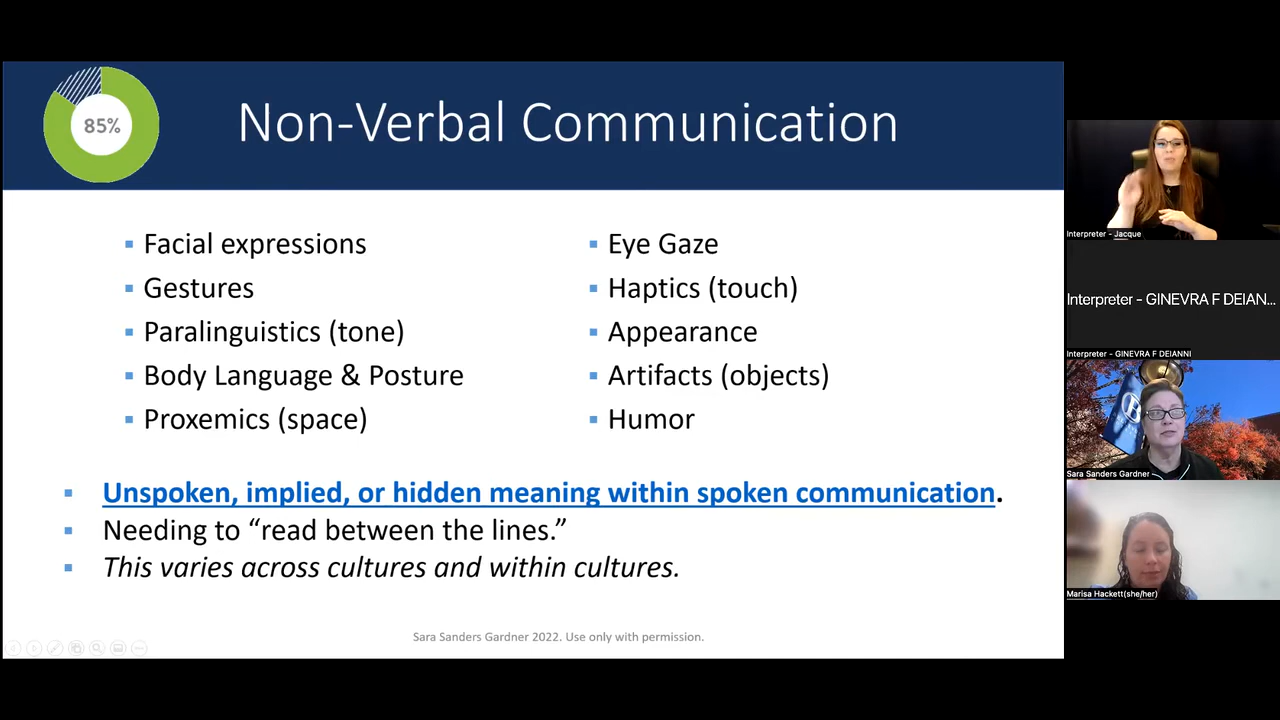 85%
Non-Verbal Communication
▪ Facial expressions
▪ Gestures
▪ Paralinguistics (tone)
▪ Body Language & Posture
▪ Proxemics (space)
▪ Eye Gaze
▪ Haptics (touch)
▪ Appearance
▪ Artifacts (objects)
▪ Humor
▪ Unspoken, implied, or hidden meaning within spoken communication.
▪ Needing to “read between the lines.”
▪ This varies across cultures and within cultures.
Sara Sanders Gardner 2022. Use only with permission.
Interpreter - Jacque
Interpreter - GINEVRA F DEIAN...
Interpreter - GINEVRA F DEIANNI
Sara Sanders Gardner
Marisa Hackett(she/her)